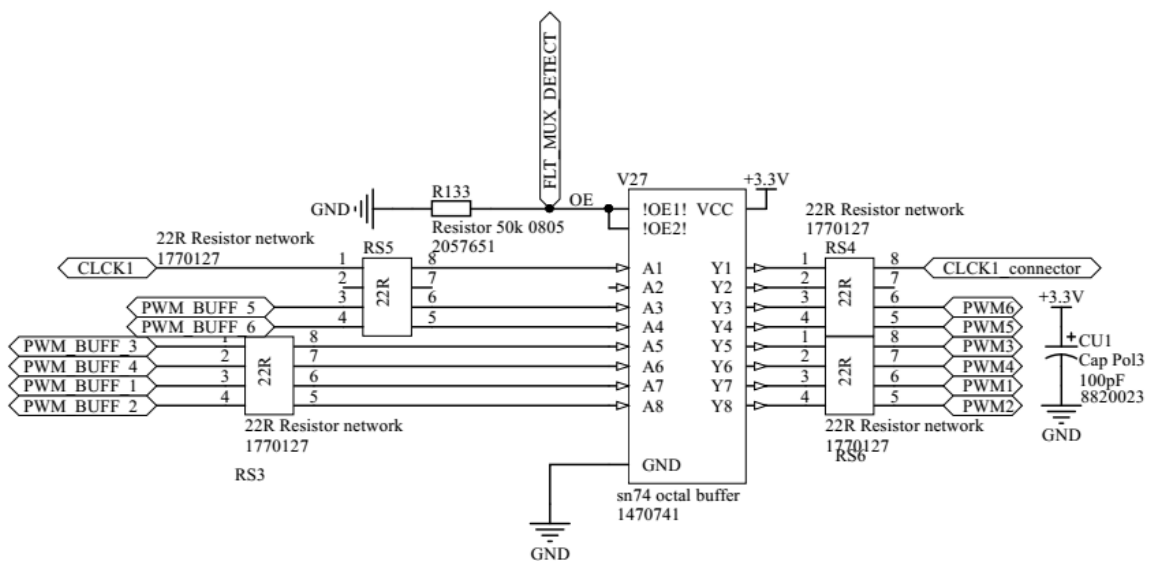 FLT_MUX_DETECT
V27
+3.3V
R133
OE
GND
!OE1! VCC
!OE2!
Resistor 50k 0805
2057651
22R Resistor network
1770127
RS4
22R Resistor network
1770127
RS5
CLCK1
1 8
2 7
3 6
4 5
22R
PWM_BUFF_5
PWM_BUFF_6
A1 Y1
A2 Y2
A3 Y3
A4 Y4
A5 Y5
A6 Y6
A7 Y7
A8 Y8
1 8
2 7
3 6
4 5
22R
CLCK1_connector
PWM6
PWM5
PWM_BUFF_3
PWM_BUFF_4
PWM_BUFF_1
PWM_BUFF_2
1 8
2 7
3 6
4 5
22R
1 8
2 7
3 6
4 5
22R
PWM3
PWM4
PWM1
PWM2
+3.3V
+
CU1
Cap Pol3
100pF
8820023
GND
22R Resistor network
1770127
RS3
22R Resistor network
1770127
RS6
GND
sn74 octal buffer
1470741
GND